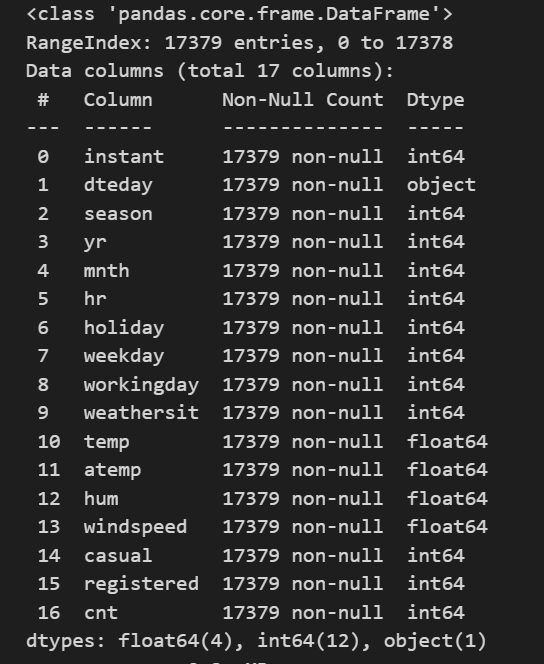 <class 'pandas.core.frame.DataFrame'>
RangeIndex: 17379 entries, 0 to 17378
Data columns (total 17 columns):
 #   Column      Non-Null Count  Dtype
---  ------      --------------  -----
 0   instant     17379 non-null  int64
 1   dteday      17379 non-null  object
 2   season      17379 non-null  int64
 3   yr          17379 non-null  int64
 4   mnth        17379 non-null  int64
 5   hr          17379 non-null  int64
 6   holiday     17379 non-null  int64
 7   weekday     17379 non-null  int64
 8   workingday  17379 non-null  int64
 9   weathersit  17379 non-null  int64
 10  temp        17379 non-null  float64
 11  atemp       17379 non-null  float64
 12  hum         17379 non-null  float64
 13  windspeed   17379 non-null  float64
 14  casual      17379 non-null  int64
 15  registered  17379 non-null  int64
 16  cnt         17379 non-null  int64
dtypes: float64(4), int64(12), object(1)